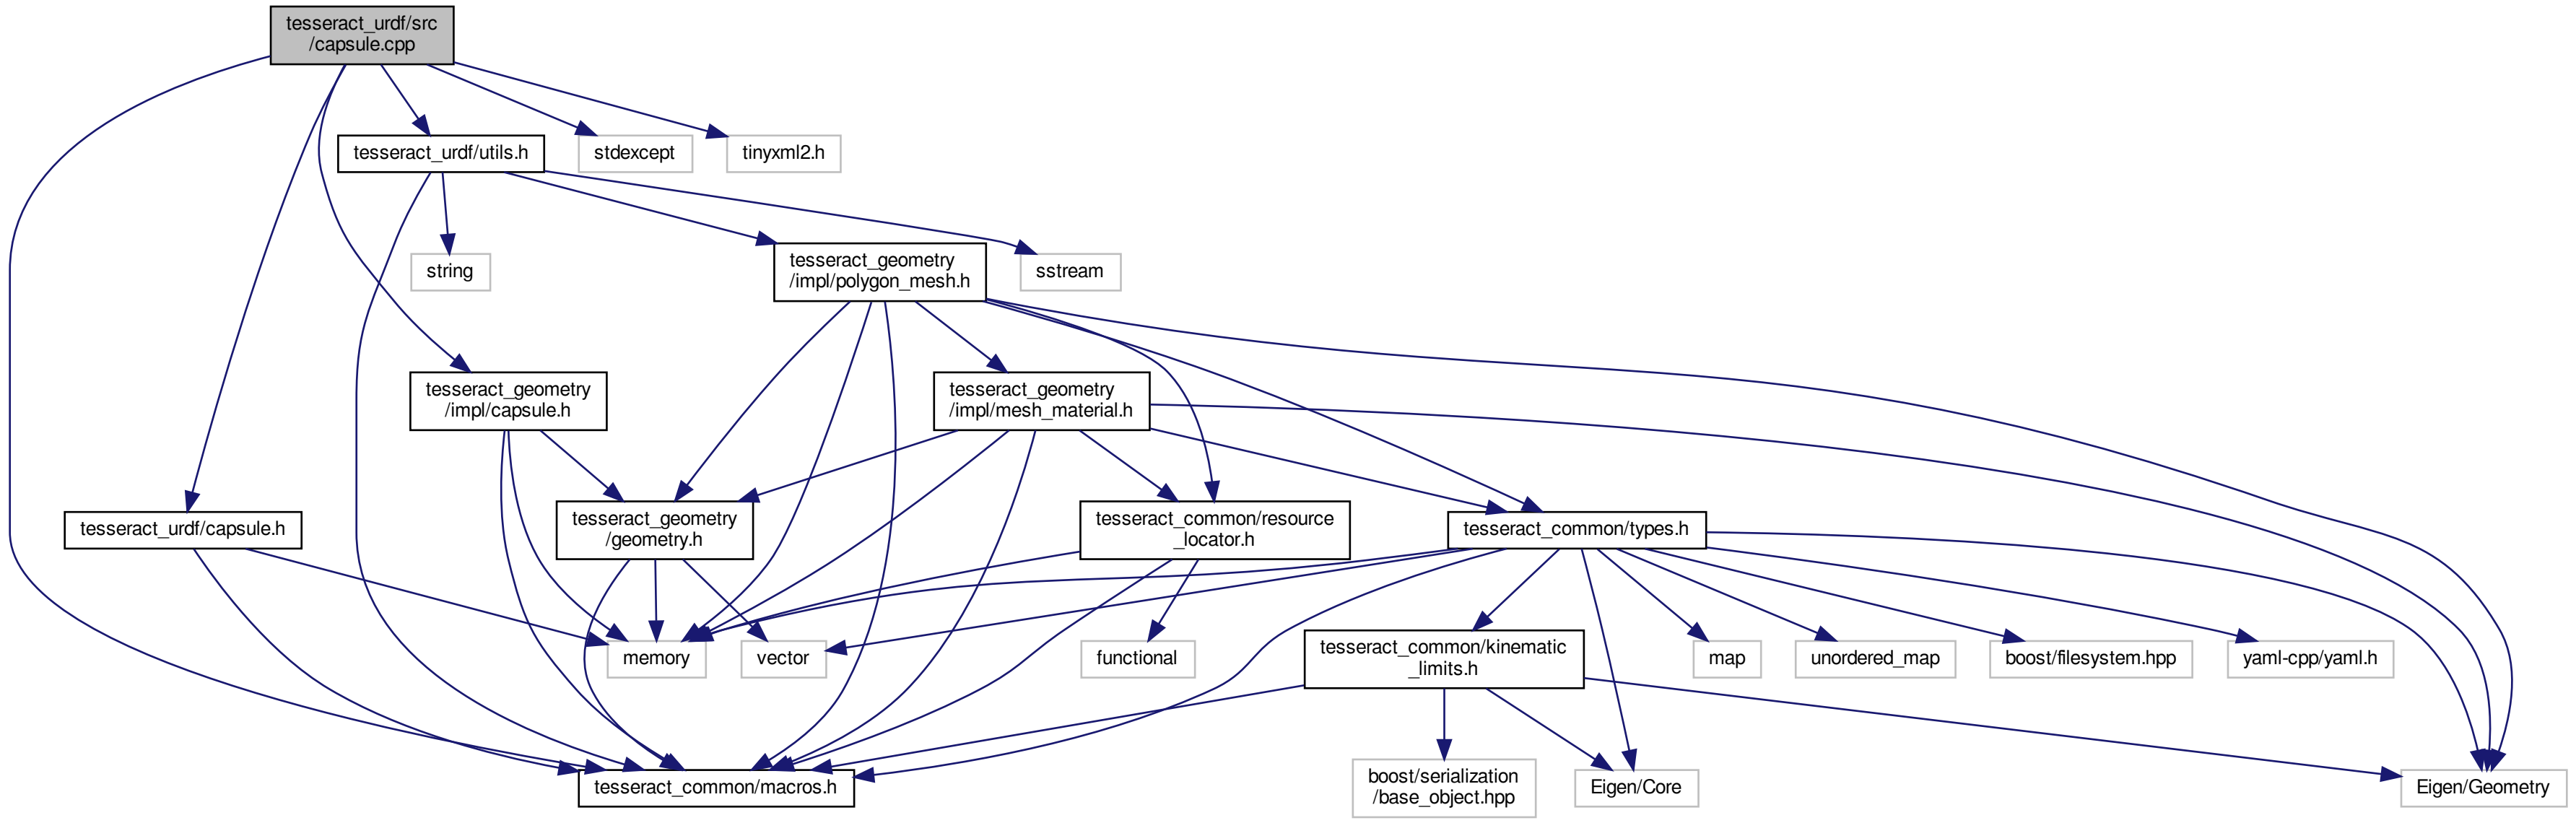 tesseract_urdf/src
/capsule.cpp
tesseract_urdf/utils.h
stdexcept
tinyxml2.h
string
tesseract_geometry
/impl/polygon_mesh.h
sstream
tesseract_geometry
/impl/capsule.h
tesseract_geometry
/impl/mesh_material.h
tesseract_urdf/capsule.h
tesseract_geometry
/geometry.h
tesseract_common/resource
_locator.h
tesseract_common/types.h
memory
vector
functional
tesseract_common/kinematic
_limits.h
map
unordered_map
boost/filesystem.hpp
yaml-cpp/yaml.h
tesseract_common/macros.h
boost/serialization
/base_object.hpp
Eigen/Core
Eigen/Geometry